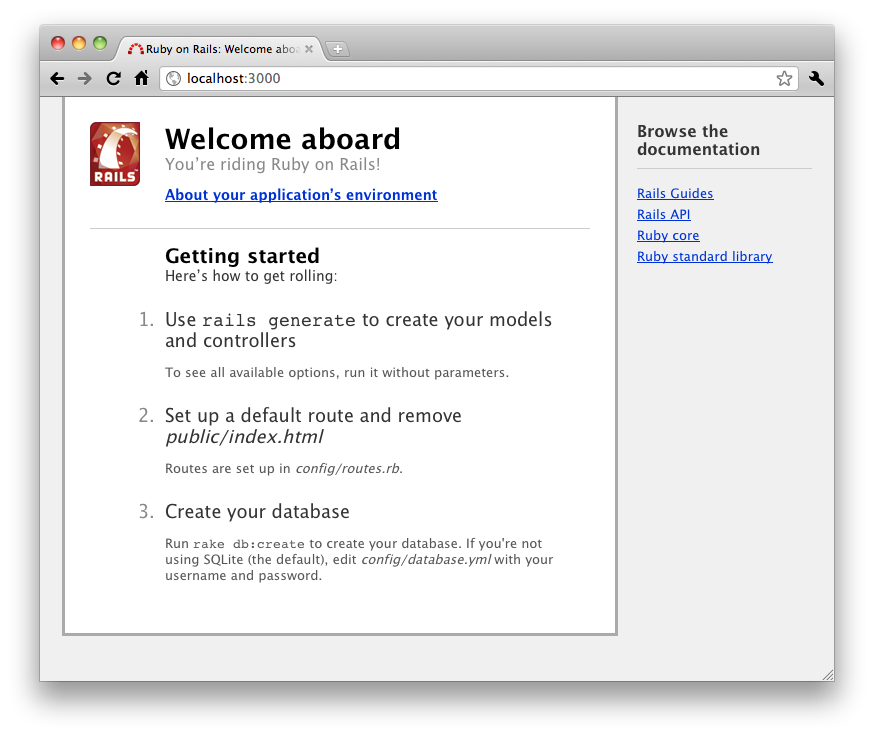 Ruby on Rails: Welcome aboa
localhost:3000
RAILS
Welcome aboard
You’re riding Ruby on Rails!
About your application’s environment
Getting started
Here’s how to get rolling:
1. Use rails generate to create your models
and controllers
To see all available options, run it without parameters.
2. Set up a default route and remove
public/index.html
Routes are set up in config/routes.rb.
3. Create your database
Run rake db:create to create your database. If you're not
using SQLite (the default), edit config/database.yml with your
username and password.
Browse the
documentation
Rails Guides
Rails API
Ruby core
Ruby standard library